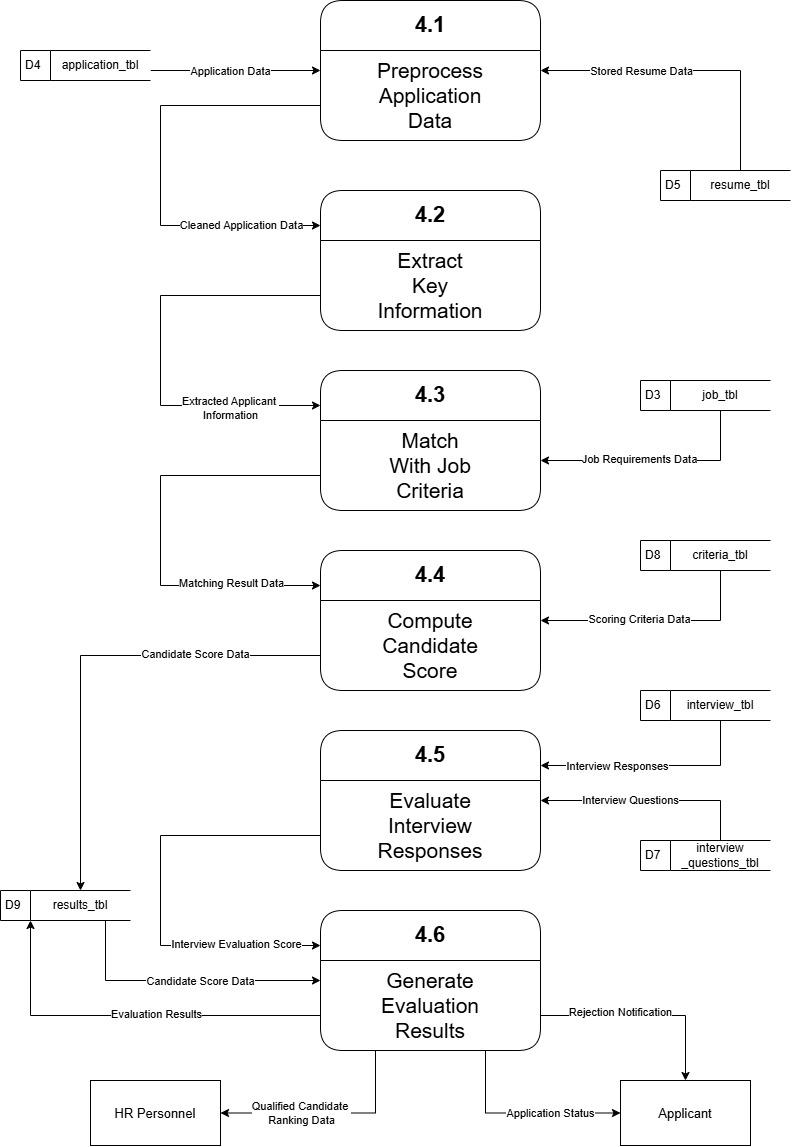 4.1
D4
application_tbl
Application Data
Preprocess
Application
Data
Stored Resume Data
D5
resume_tbl
4.2
Cleaned Application Data
Extract
Key
Information
4.3
Extracted Applicant
Information
D3
job_tbl
Match
With Job
Criteria
Job Requirements Data
4.4
Matching Result Data
D8
criteria_tbl
Compute
Candidate
Score
Scoring Criteria Data
Candidate Score Data
D6
interview_tbl
4.5
Interview Responses
Evaluate
Interview
Responses
Interview Questions
D7
interview
_questions_tbl
D9
results_tbl
4.6
Interview Evaluation Score
Candidate Score Data
Generate
Evaluation
Results
Evaluation Results
Rejection Notification
HR Personnel
Qualified Candidate
Ranking Data
Application Status
Applicant